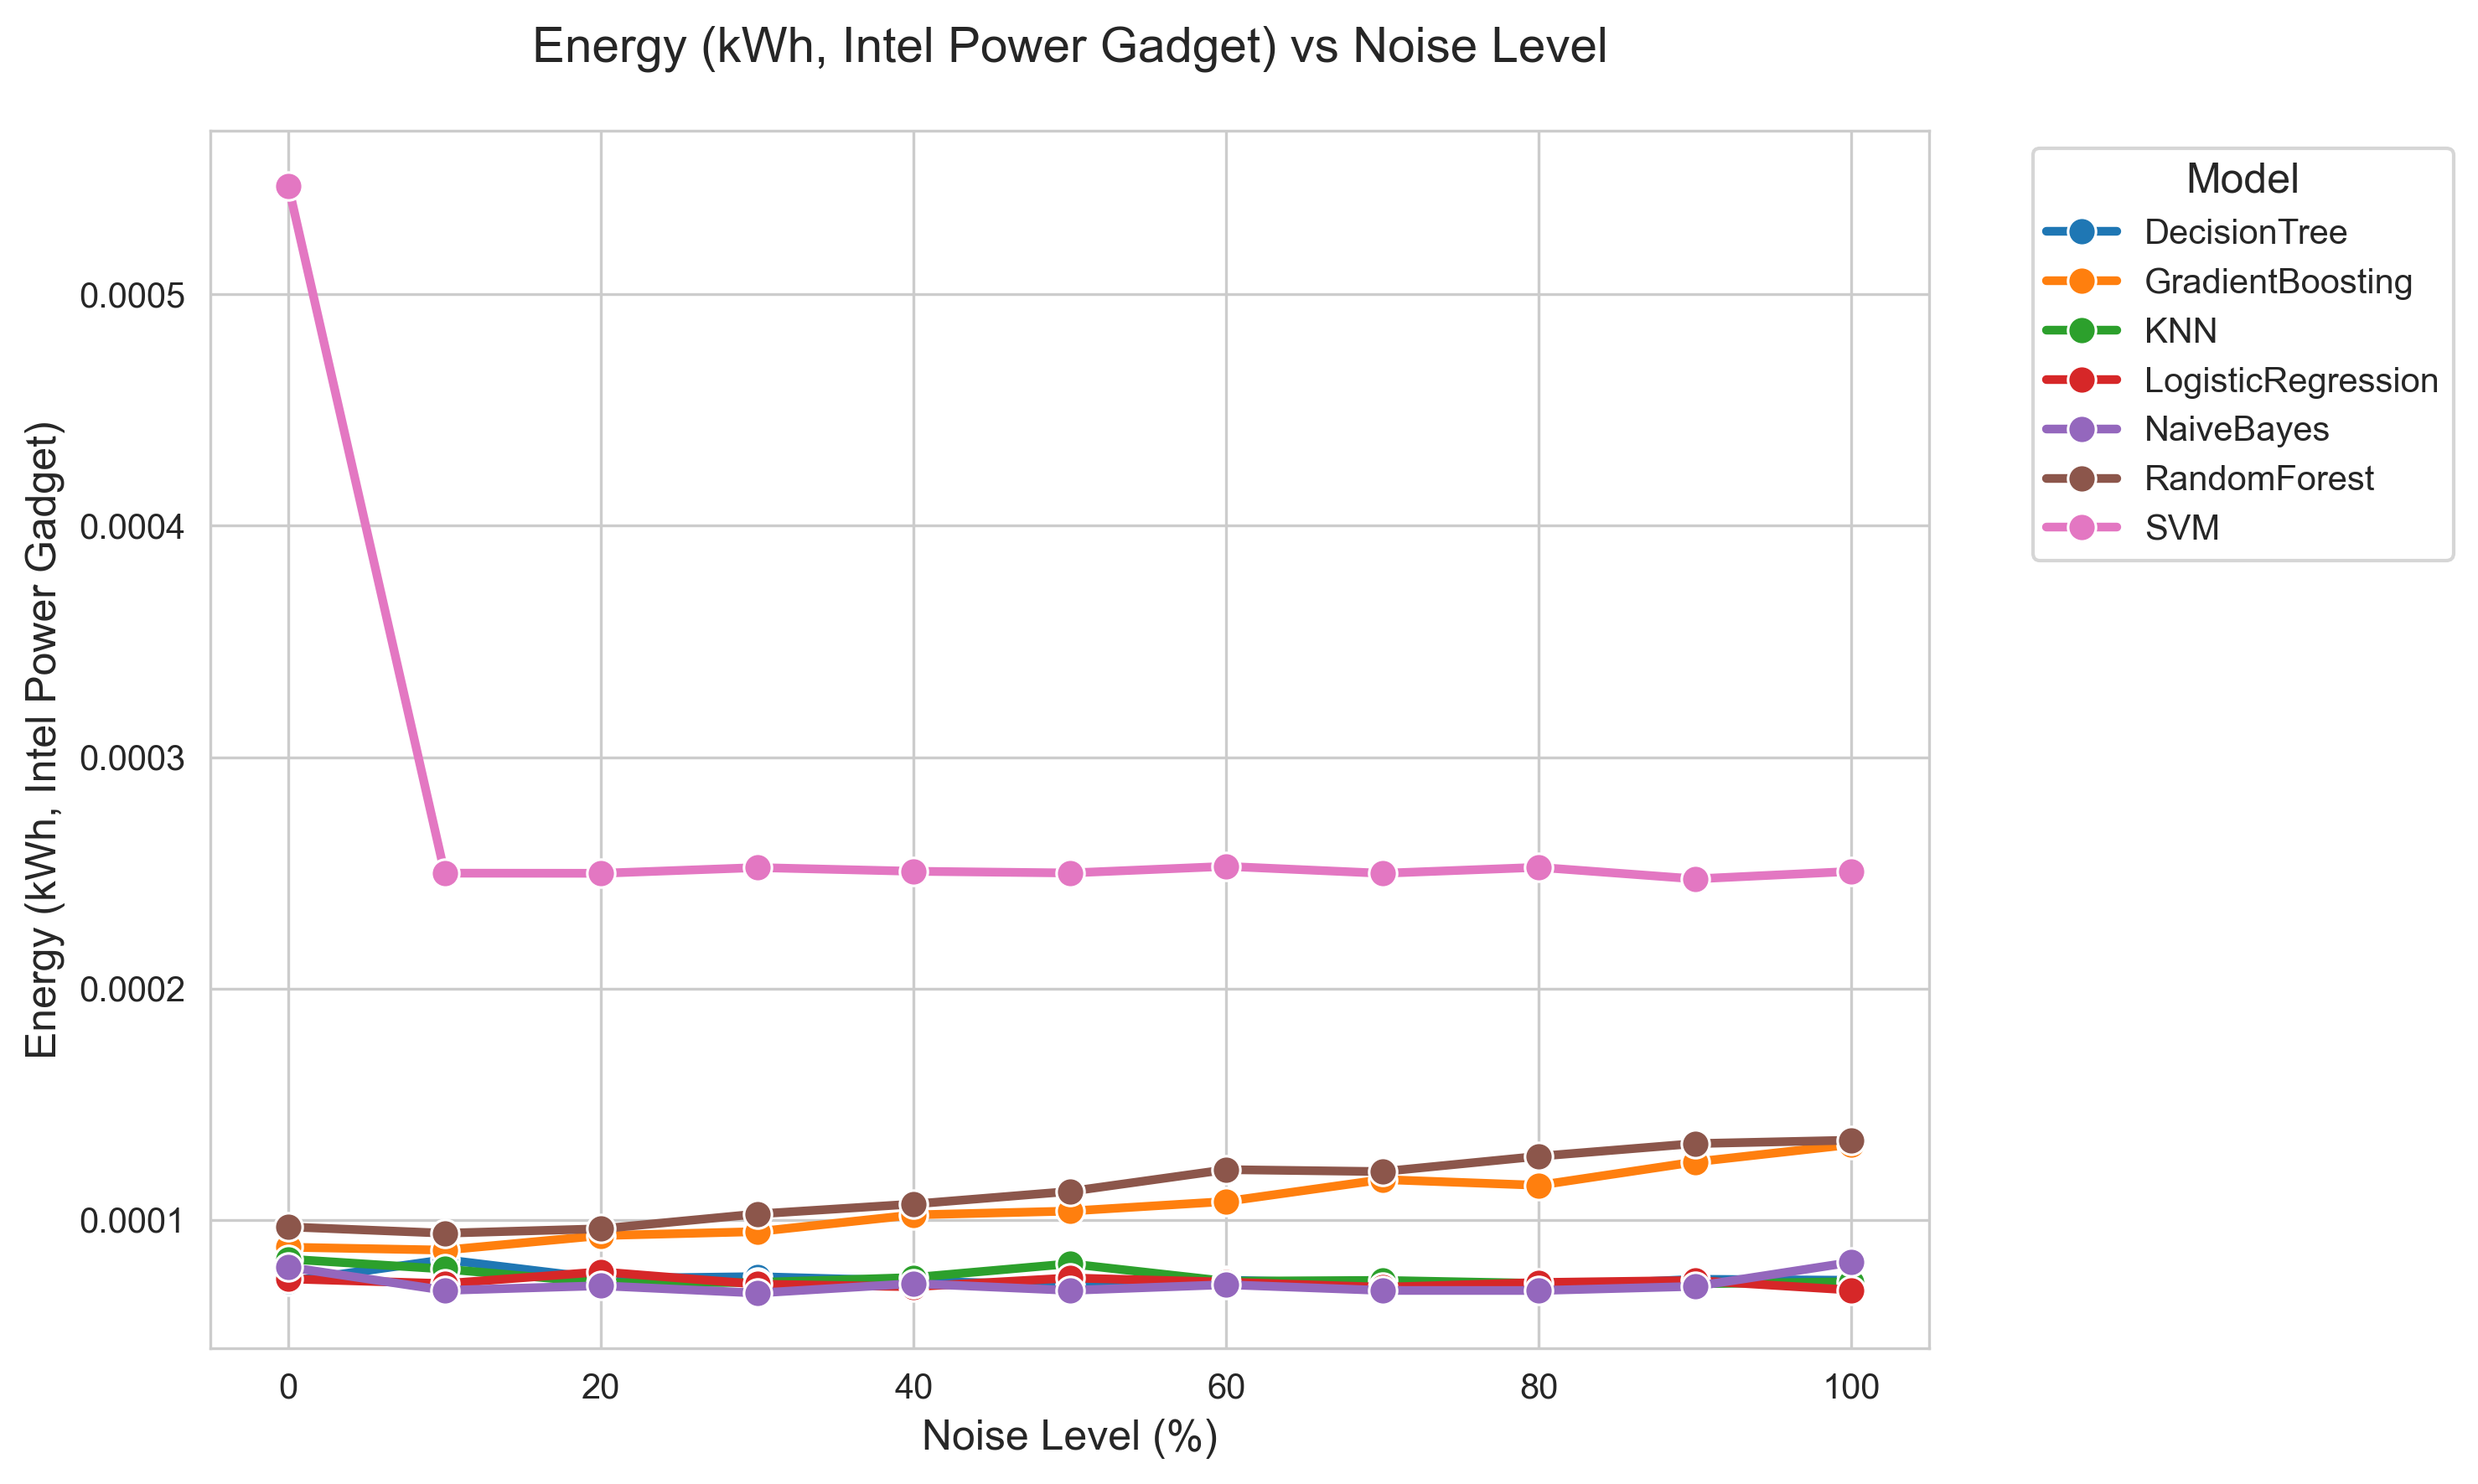 Energy (kWh, Intel Power Gadget) vs Noise Level
Energy (kWh, Intel Power Gadget)
0.0005
0.0004
0.0003
0.0002
0.0001
0 20 40 60 80 100
Noise Level (%)
Model
DecisionTree
GradientBoosting
KNN
LogisticRegression
NaiveBayes
RandomForest
SVM